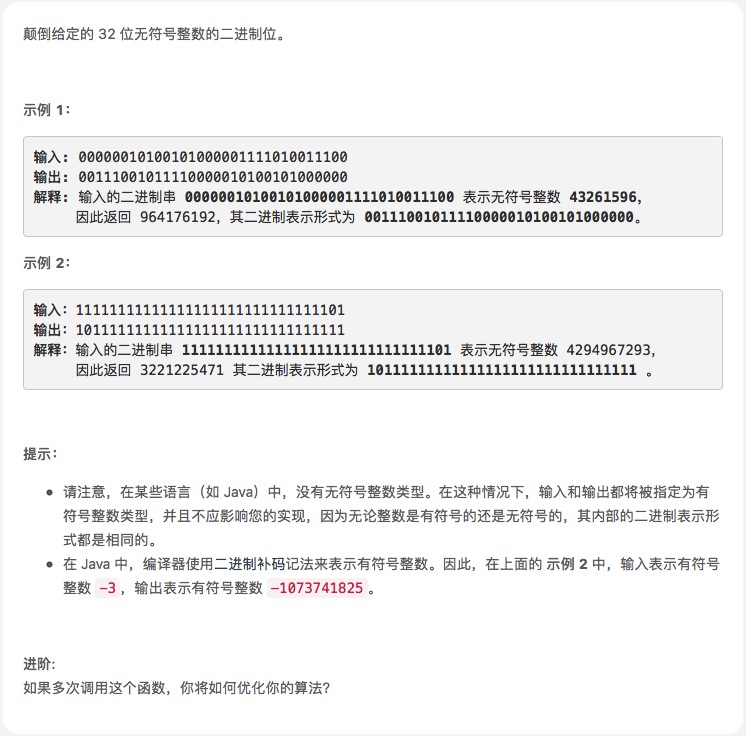 颠倒给定的 32 位无符号整数的二进制位。
示例 1：
输入: 00000010100101000001111010011100
输出: 00111001011110000010100101000000
解释: 输入的二进制串 00000010100101000001111010011100 表示无符号整数 43261596,
因此返回 964176192，其二进制表示形式为 00111001011110000010100101000000。
示例 2：
输入：11111111111111111111111111111101
输出：10111111111111111111111111111111
解释：输入的二进制串 11111111111111111111111111111101 表示无符号整数 4294967293，
因此返回 3221225471 其二进制表示形式为 10111111111111111111111111111111 。
提示：
• 请注意，在某些语言（如 Java）中，没有无符号整数类型。在这种情况下，输入和输出都将被指定为有
符号整数类型，并且不应影响您的实现，因为无论整数是有符号的还是无符号的，其内部的二进制表示形
式都是相同的。
• 在 Java 中，编译器使用二进制补码记法来表示有符号整数。因此，在上面的 示例 2 中，输入表示有符号
整数 -3，输出表示有符号整数 -1073741825。
进阶:
如果多次调用这个函数，你将如何优化你的算法?